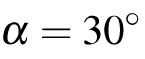 α = 30°